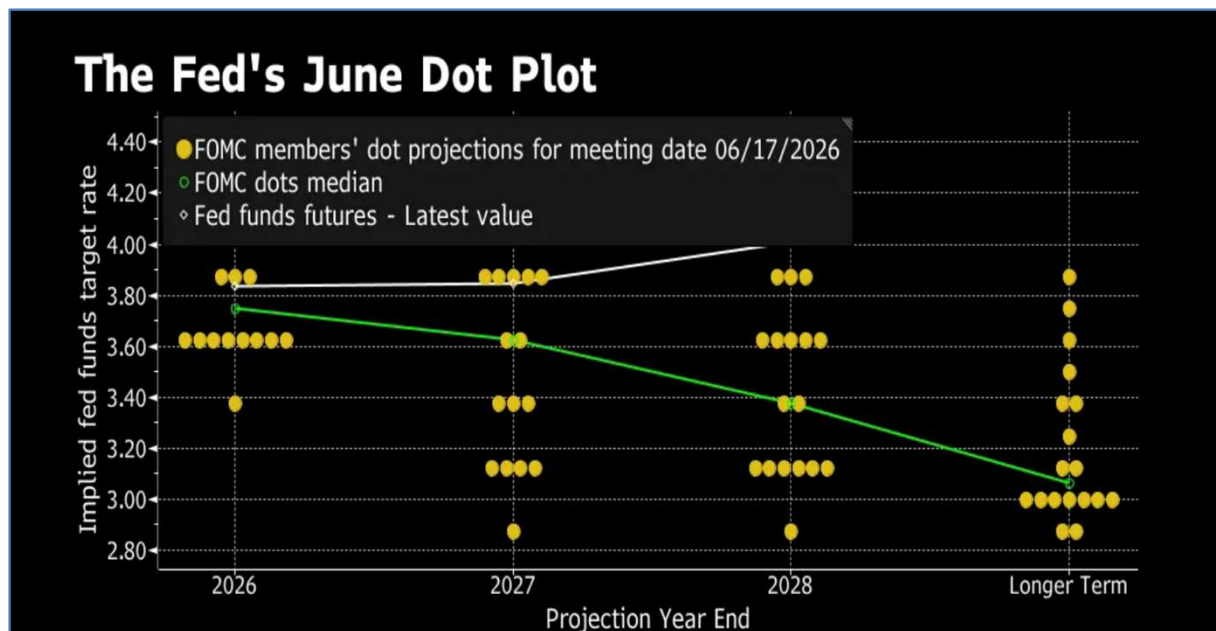 The Fed's June Dot Plot
FOMC members' dot projections for meeting date 06/17/2026
FOMC dots median
Fed funds futures - Latest value
Implied fed funds target rate
4.40
4.20
4.00
3.80
3.60
3.40
3.20
3.00
2.80
2026
2027
2028
Longer Term
Projection Year End